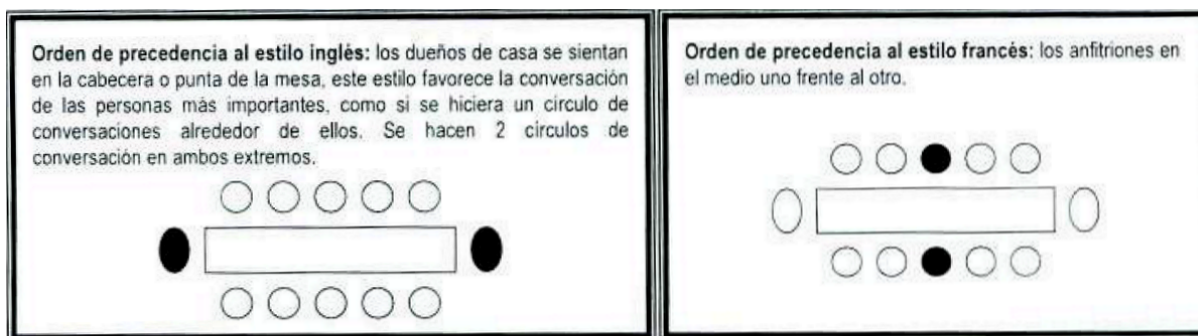 Orden de precedencia al estilo inglés: los dueños de casa se sientan
en la cabecera o punta de la mesa, este estilo favorece la conversación
de las personas más importantes, como si se hiciera un circulo de
conversaciones alrededor de ellos. Se hacen 2 circulos de
conversación en ambos extremos.
Orden de precedencia al estilo francés: los anfitriones en
el medio uno frente al otro.